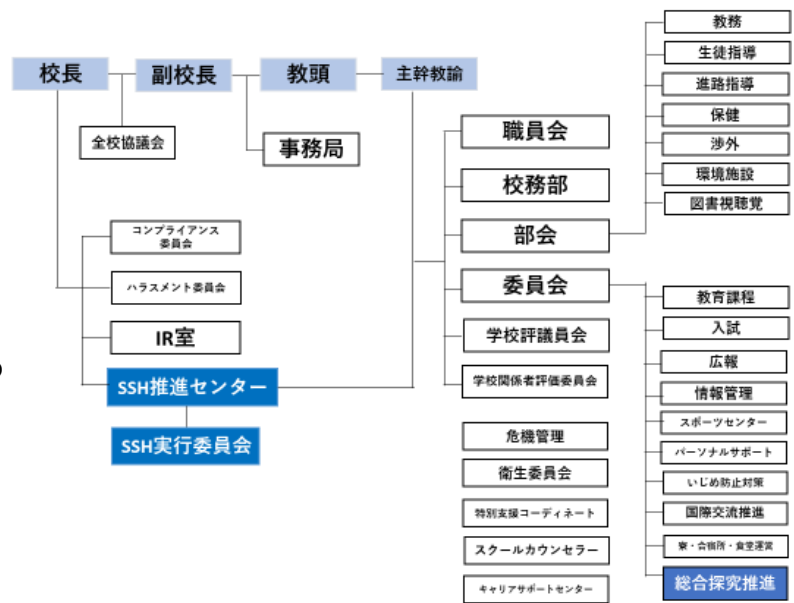 校長
副校長
教頭
主幹教諭
全校協議会
事務局
コンプライアンス
委員会
ハラスメント委員会
IR室
SSH推進センター
SSH実行委員会
職員会
校務部
部会
委員会
学校評議員会
学校関係者評価委員会
危機管理
衛生委員会
特別支援コーディネート
スクールカウンセラー
キャリアサポートセンター
教務
生徒指導
進路指導
保健
渉外
環境施設
図書視聴覚
教育課程
入試
広報
情報管理
スポーツセンター
パーソナルサポート
いじめ防止対策
国際交流推進
寮・合宿所・食堂運営
総合探究推進